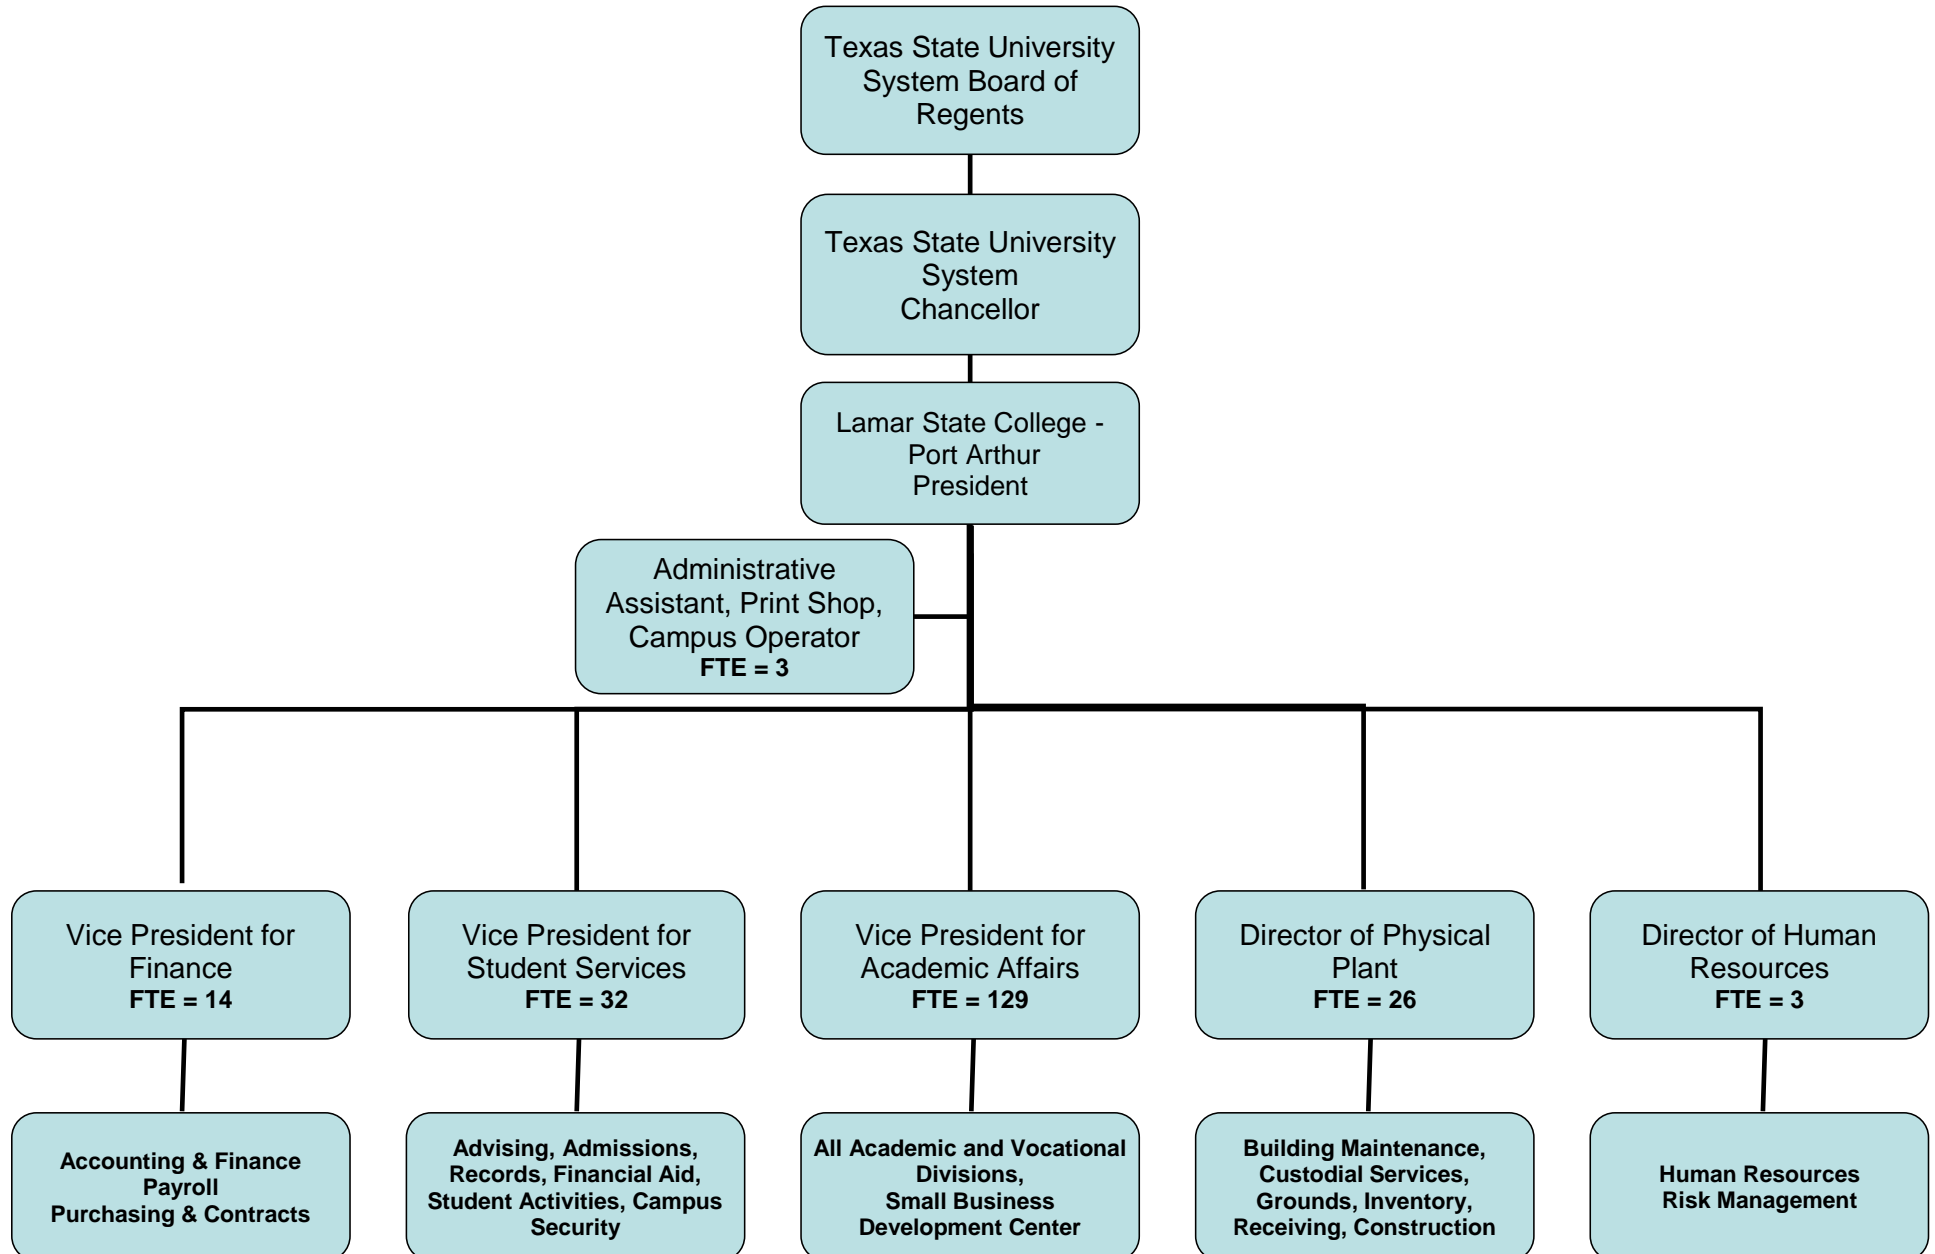 Texas State University
System Board of
Regents
Texas State University
System
Chancellor
Lamar State College -
Port Arthur
President
Administrative
Assistant, Print Shop,
Campus Operator
FTE = 3
Vice President for
Finance
FTE = 14
Vice President for
Student Services
FTE = 32
Vice President for
Academic Affairs
FTE = 129
Director of Physical
Plant
FTE = 26
Director of Human
Resources
FTE = 3
Accounting & Finance
Payroll
Purchasing & Contracts
Advising, Admissions,
Records, Financial Aid,
Student Activities, Campus
Security
All Academic and Vocational
Divisions,
Small Business
Development Center
Building Maintenance,
Custodial Services,
Grounds, Inventory,
Receiving, Construction
Human Resources
Risk Management